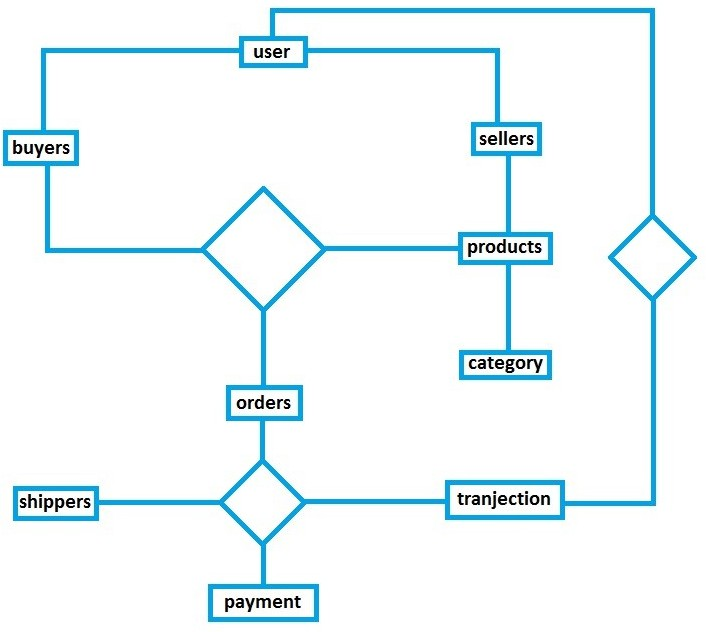 user
buyers
sellers
products
category
orders
shippers
tranjection
payment